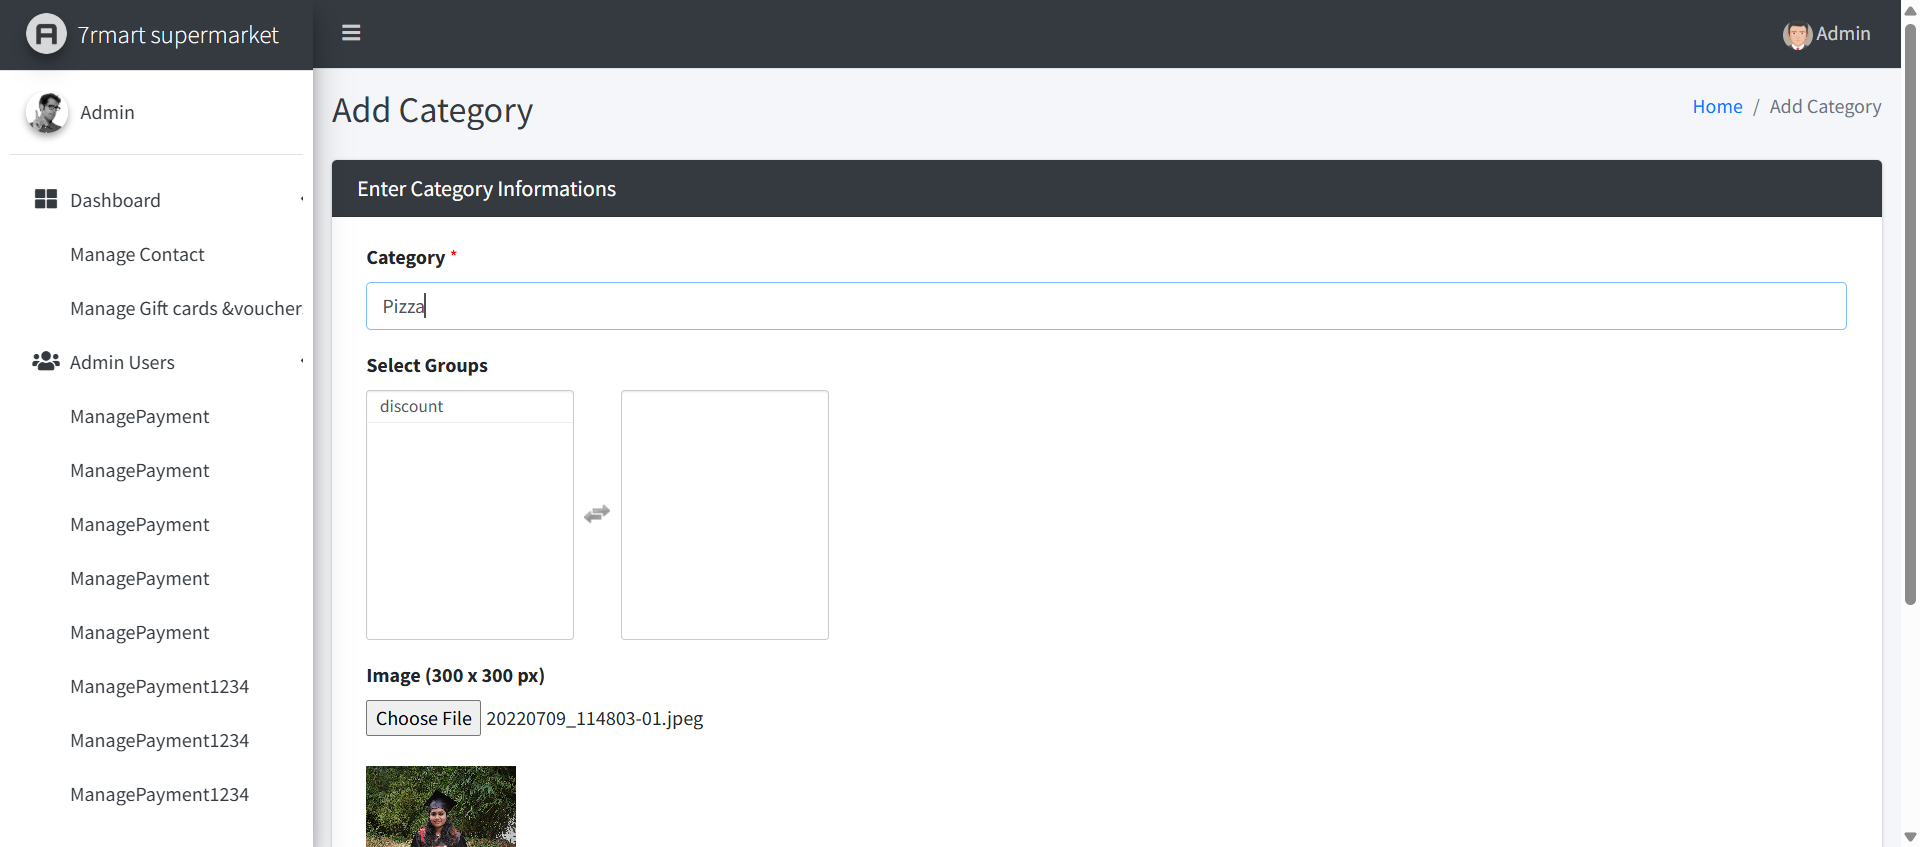 7rmart supermarket
Admin
Admin
Add Category
Home / Add Category
Dashboard
Manage Contact
Manage Gift cards &voucher
Admin Users
ManagePayment
ManagePayment
ManagePayment
ManagePayment
ManagePayment
ManagePayment1234
ManagePayment1234
ManagePayment1234
Enter Category Informations
Category *
Pizza
Select Groups
discount
Image (300 x 300 px)
Choose File 20220709_114803-01.jpeg